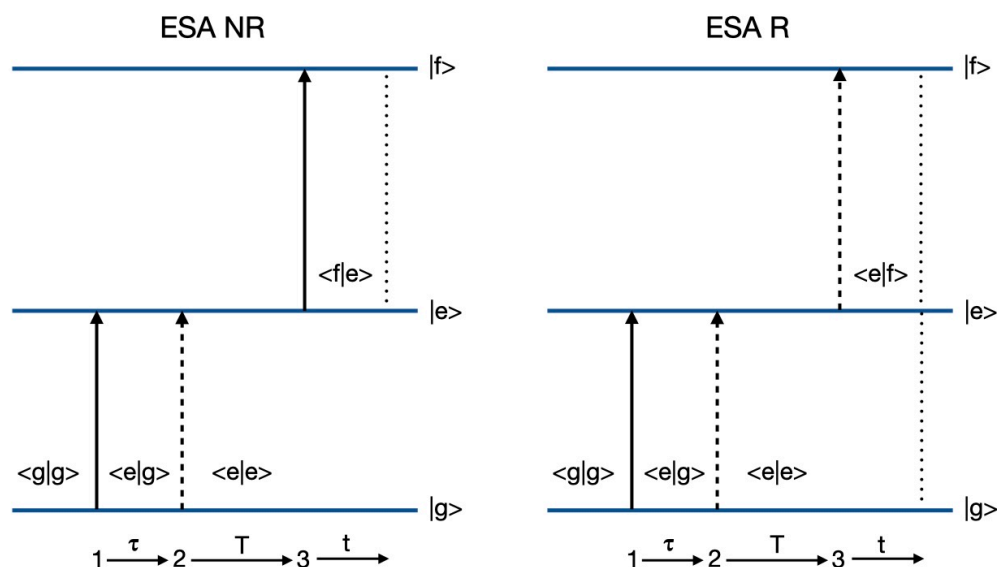 ESA NR
ESA R
|f>
|f>
<f|e>
<e|f>
|e>
|e>
<g|g> <e|g> <e|e>
<g|g> <e|g> <e|e>
|g>
|g>
1 τ 2 T 3 t
1 τ 2 T 3 t